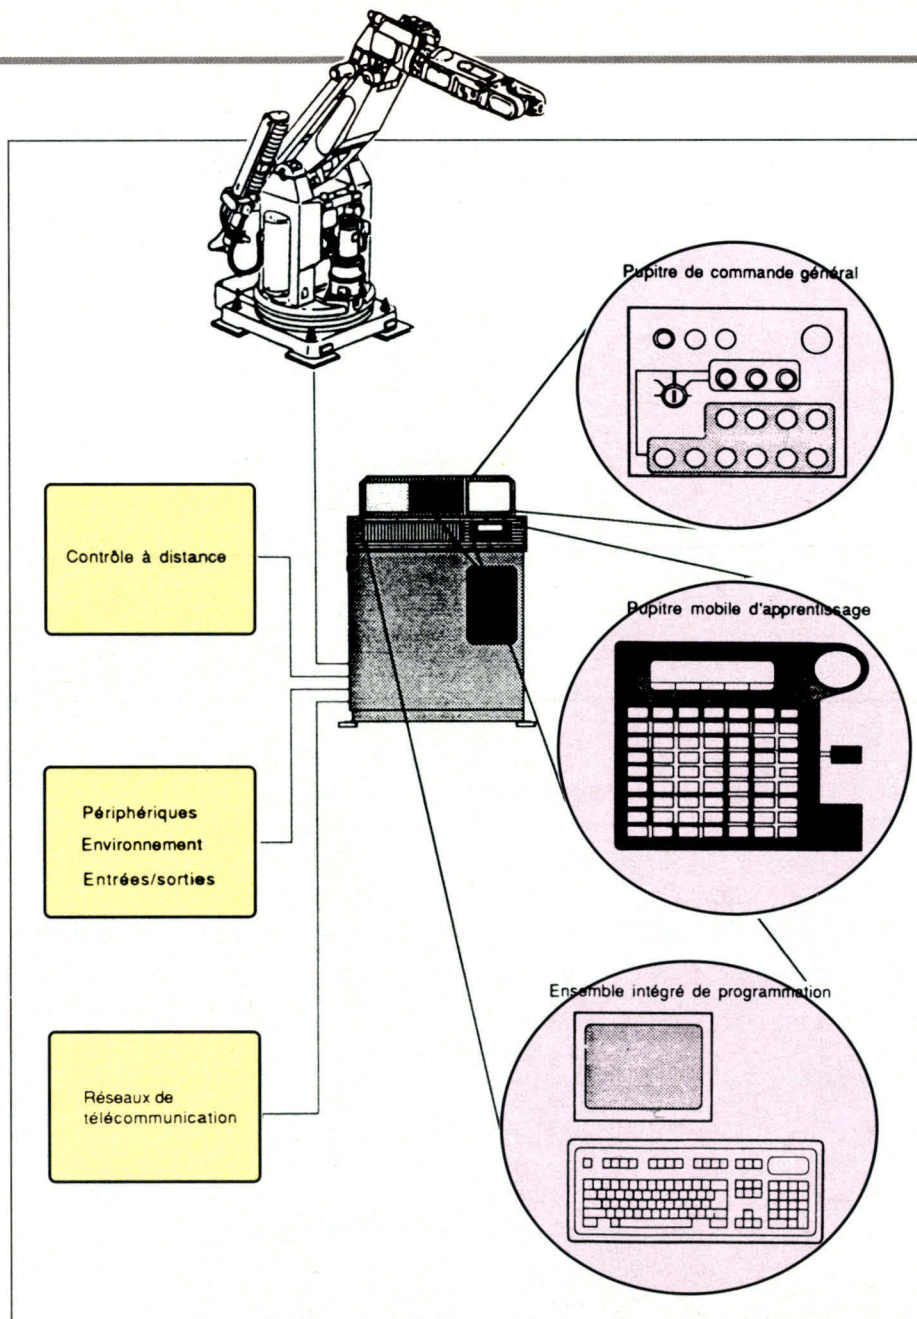 Pupitre de commande général
Contrôle à distance
Pupitre mobile d'apprentissage
Périphériques
Environnement
Entrées/sorties
Ensemble intégré de programmation
Réseaux de
télécommunication